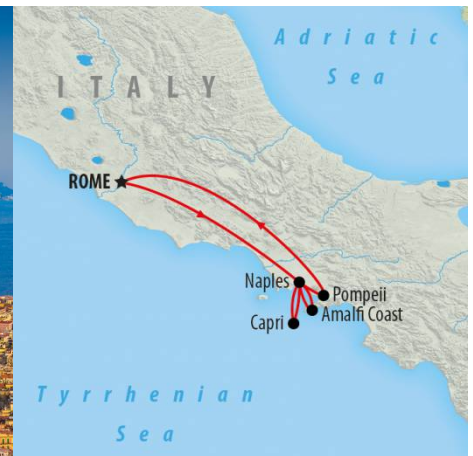 Adriatic
Sea
ITALY
ROME
Naples
Pompeii
Amalfi Coast
Capri
Tyrrhenian
Sea